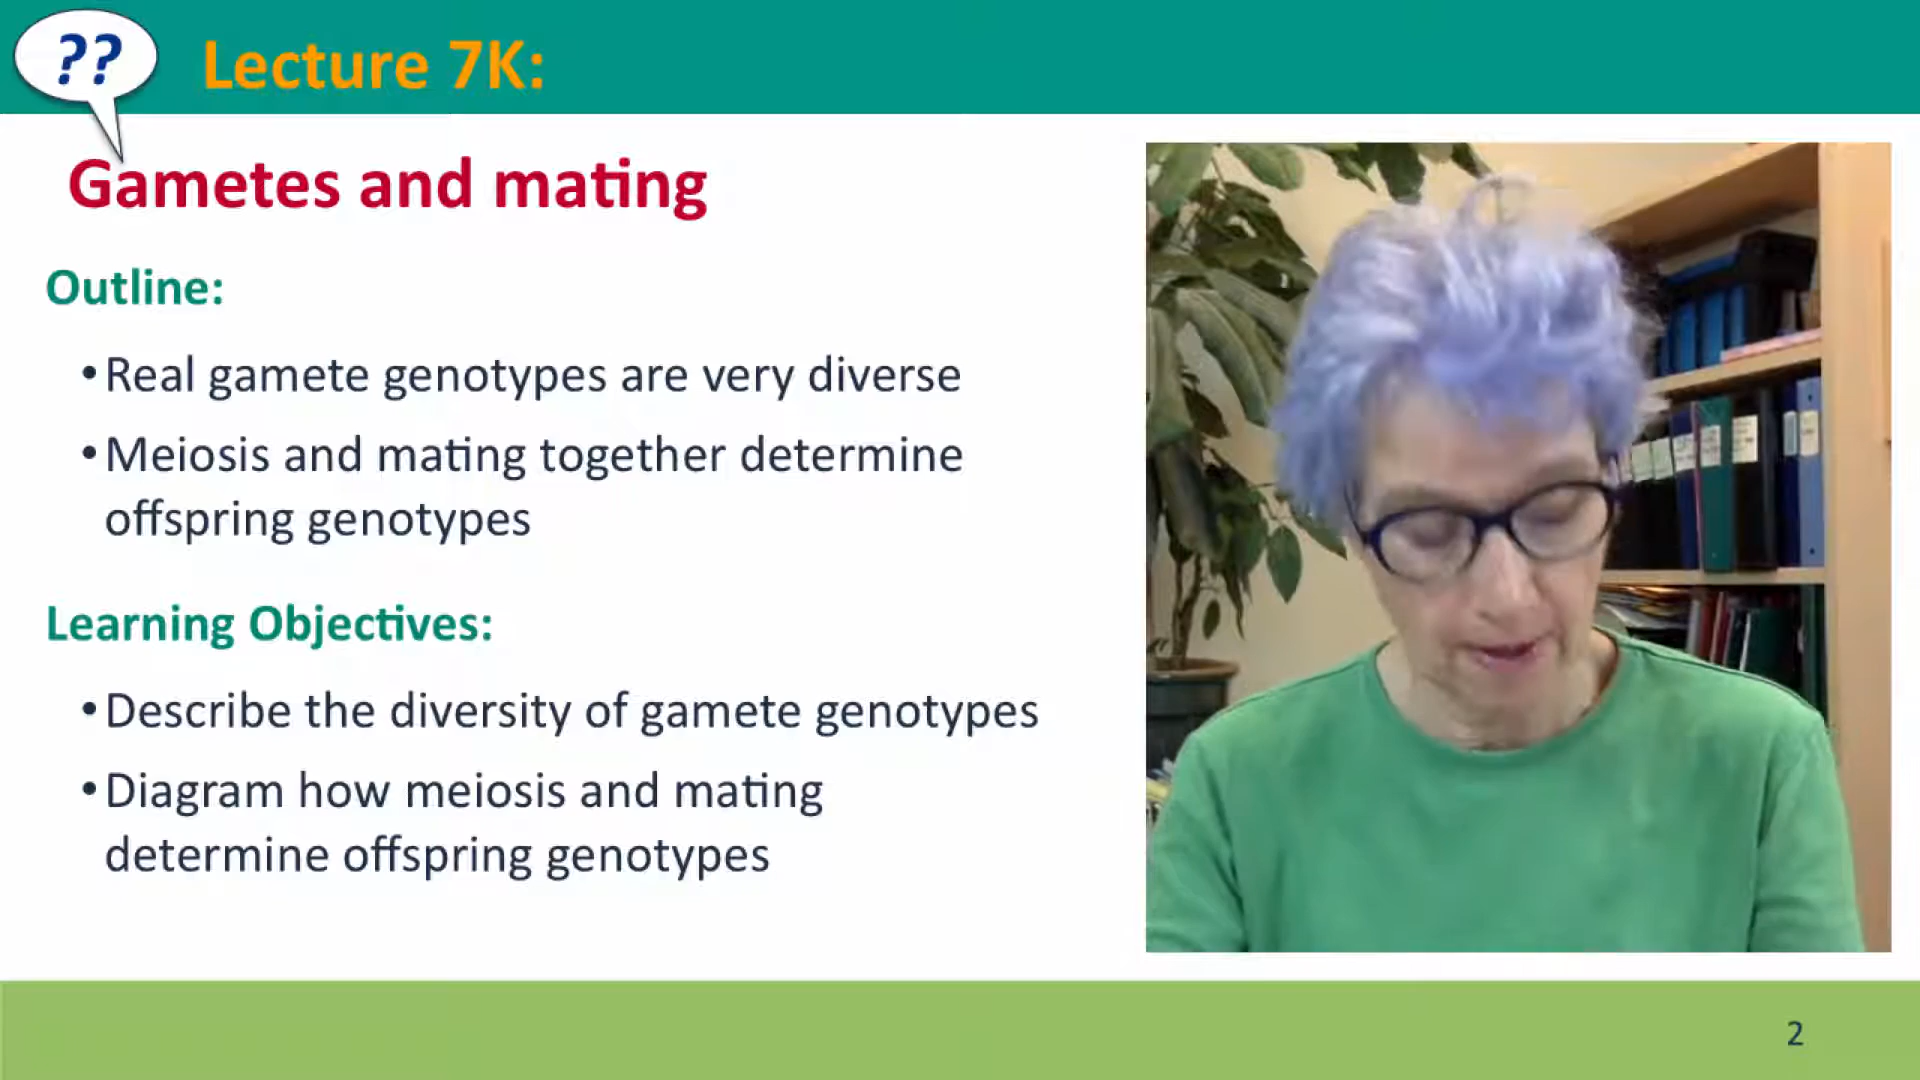 ??
Lecture 7K:
Gametes and mating
Outline:
•Real gamete genotypes are very diverse
•Meiosis and mating together determine
offspring genotypes
Learning Objectives:
•Describe the diversity of gamete genotypes
•Diagram how meiosis and mating
determine offspring genotypes
2